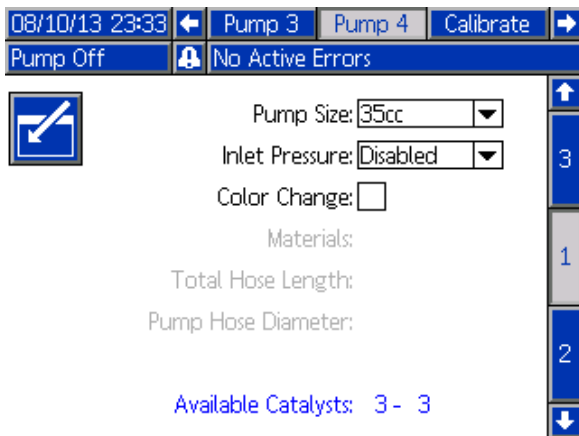 08/10/13 23:33 Pump 3 Pump 4 Calibrate
Pump Off No Active Errors
Pump Size: 35cc
Inlet Pressure: Disabled
3
Color Change:
Materials:
1
Total Hose Length:
Pump Hose Diameter:
2
Available Catalysts: 3 - 3